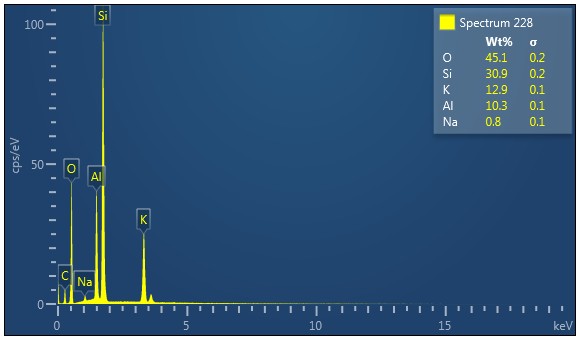 Spectrum 228
Wt% σ
O 45.1 0.2
Si 30.9 0.2
K 12.9 0.1
Al 10.3 0.1
Na 0.8 0.1
Si
100
cps/eV
50
O
Al
K
C
Na
0
0 5 10 15 keV